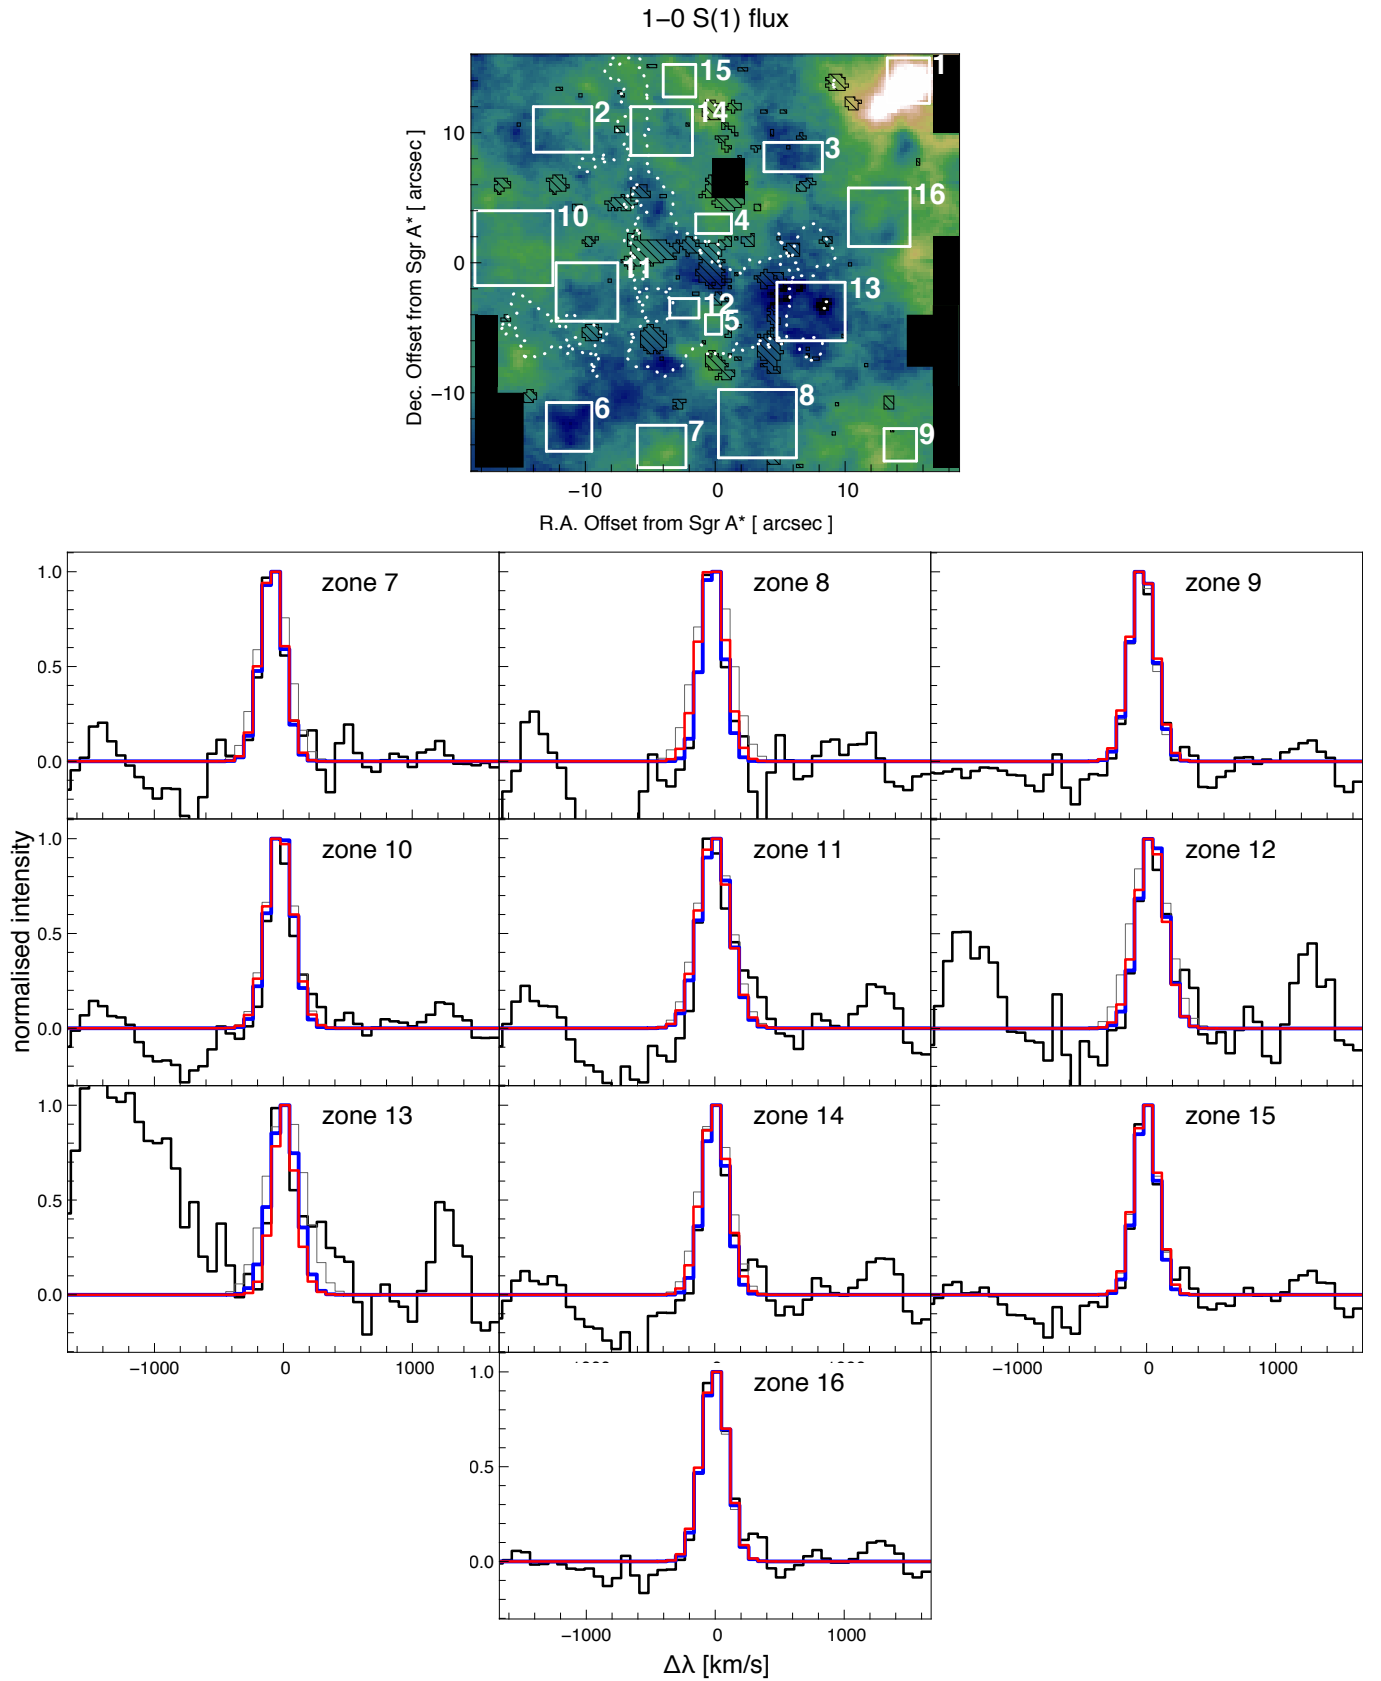 1−0 S(1) flux
1
15
2
14
3
16
10
4
11
13
12
5
8
6
7
9
10
0
−10
Dec. Offset from Sgr A* [ arcsec ]
−10 0 10
R.A. Offset from Sgr A* [ arcsec ]
zone 7
zone 8
zone 9
1.0
0.5
0.0
zone 10
zone 11
zone 12
1.0
0.5
0.0
normalised intensity
zone 13
zone 14
zone 15
1.0
0.5
0.0
−1000 0 1000
−1000 0 1000
zone 16
1.0
0.5
0.0
−1000 0 1000
Δλ [km/s]